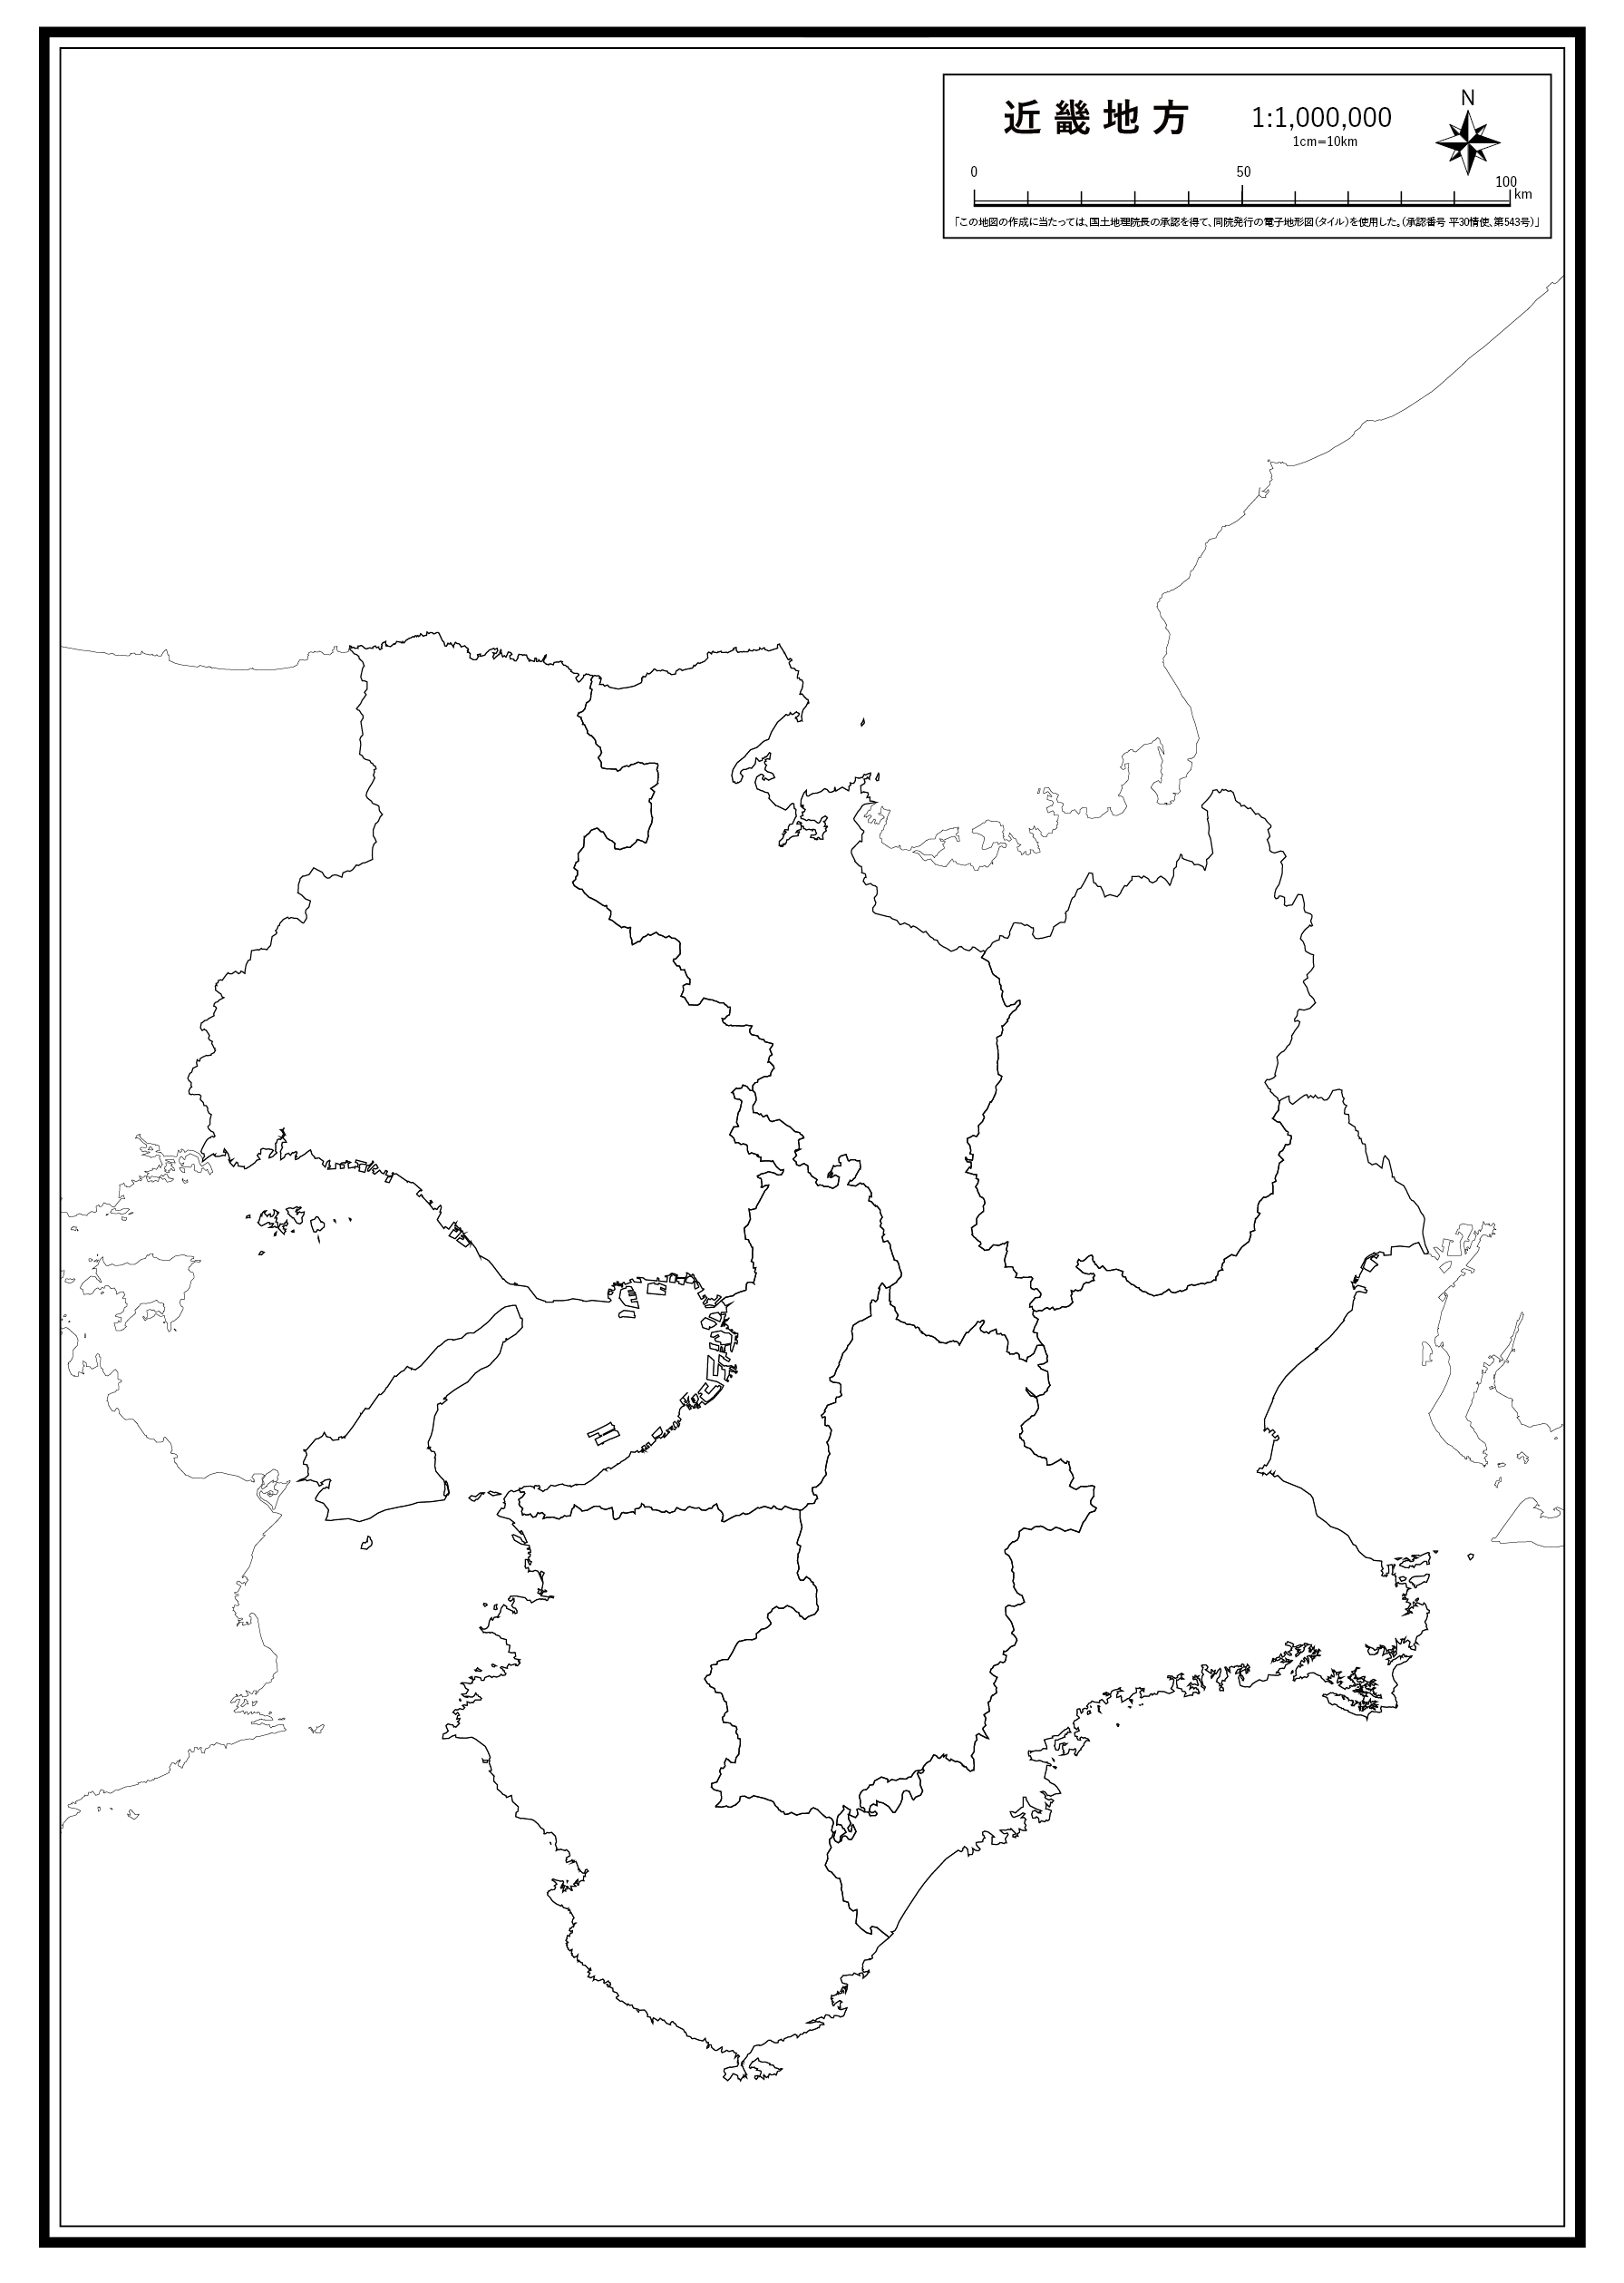 近畿地方
1:1,000,000
1cm=10km
N
0
50
100
km
「この地図の作成に当たっては、国土地理院長の承認を得て、同院発行の電子地形図(タイル)を使用した。(承認番号 平30情使、第543号)」